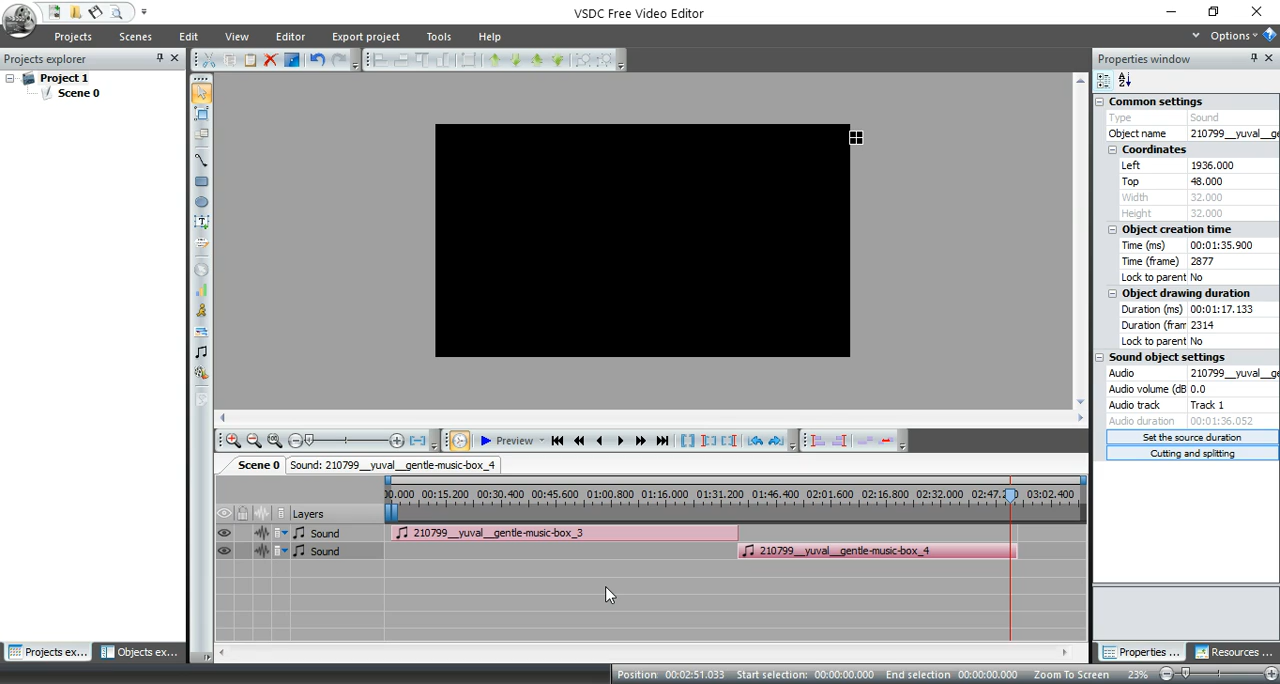 VSDC Free Video Editor
Projects Scenes Edit View Editor Export project Tools Help Options
Projects explorer
Project 1
Scene 0
Properties window
Common settings
Type Sound
Object name 210799__yuval__ge
Coordinates
Left 1936.000
Top 48.000
Width 32.000
Height 32.000
Object creation time
Time (ms) 00:01:35.900
Time (frame) 2877
Lock to parent No
Object drawing duration
Duration (ms) 00:01:17.133
Duration (fram 2314
Lock to parent No
Sound object settings
Audio 210799__yuval__ge
Audio volume (dB 0.0
Audio track Track 1
Audio duration 00:01:36.052
Set the source duration
Cutting and splitting
Preview
Scene 0 Sound: 210799__yuval__gentle-music-box_4
00.000 00:15.200 00:30.400 00:45.600 01:00.800 01:16.000 01:31.200 01:46.400 02:01.600 02:16.800 02:32.000 02:47. 03:02.400
Layers
Sound 210799__yuval__gentle-music-box_3
Sound 210799__yuval__gentle-music-box_4
Projects ex... Objects ex... Properties ... Resources ...
Position 00:02:51.033 Start selection: 00:00:00.000 End selection 00:00:00.000 Zoom To Screen 23%